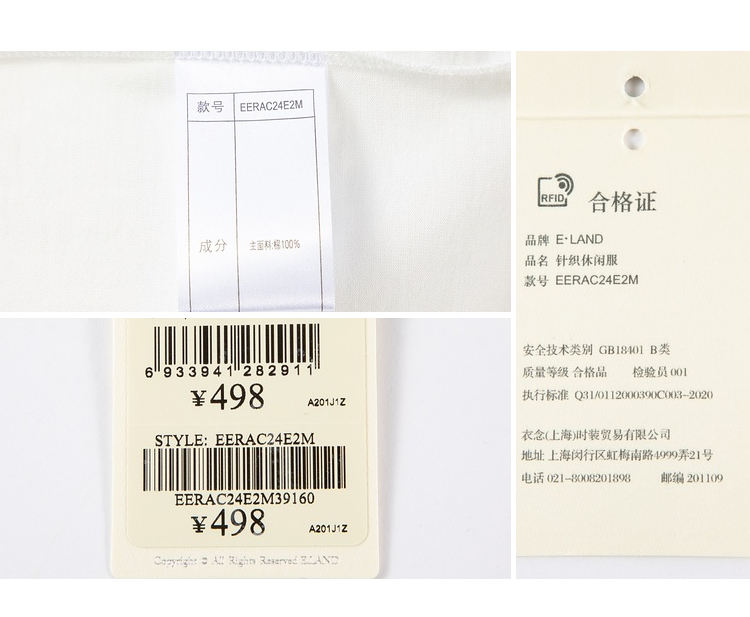 款号 EERAC24E2M
成分 主面料:棉100%
6 933941 282911
¥498
A201J1Z
STYLE: EERAC24E2M
EERAC24E2M39160
¥498
A201J1Z
Copyright © All Rights Reserved E.LAND
RFID
合格证
品牌 E·LAND
品名 针织休闲服
款号 EERAC24E2M
安全技术类别 GB18401 B类
质量等级 合格品 检验员 001
执行标准 Q31/0112000390C003-2020
衣念(上海)时装贸易有限公司
地址 上海闵行区虹梅南路4999弄21号
电话 021-8008201898 邮编 201109